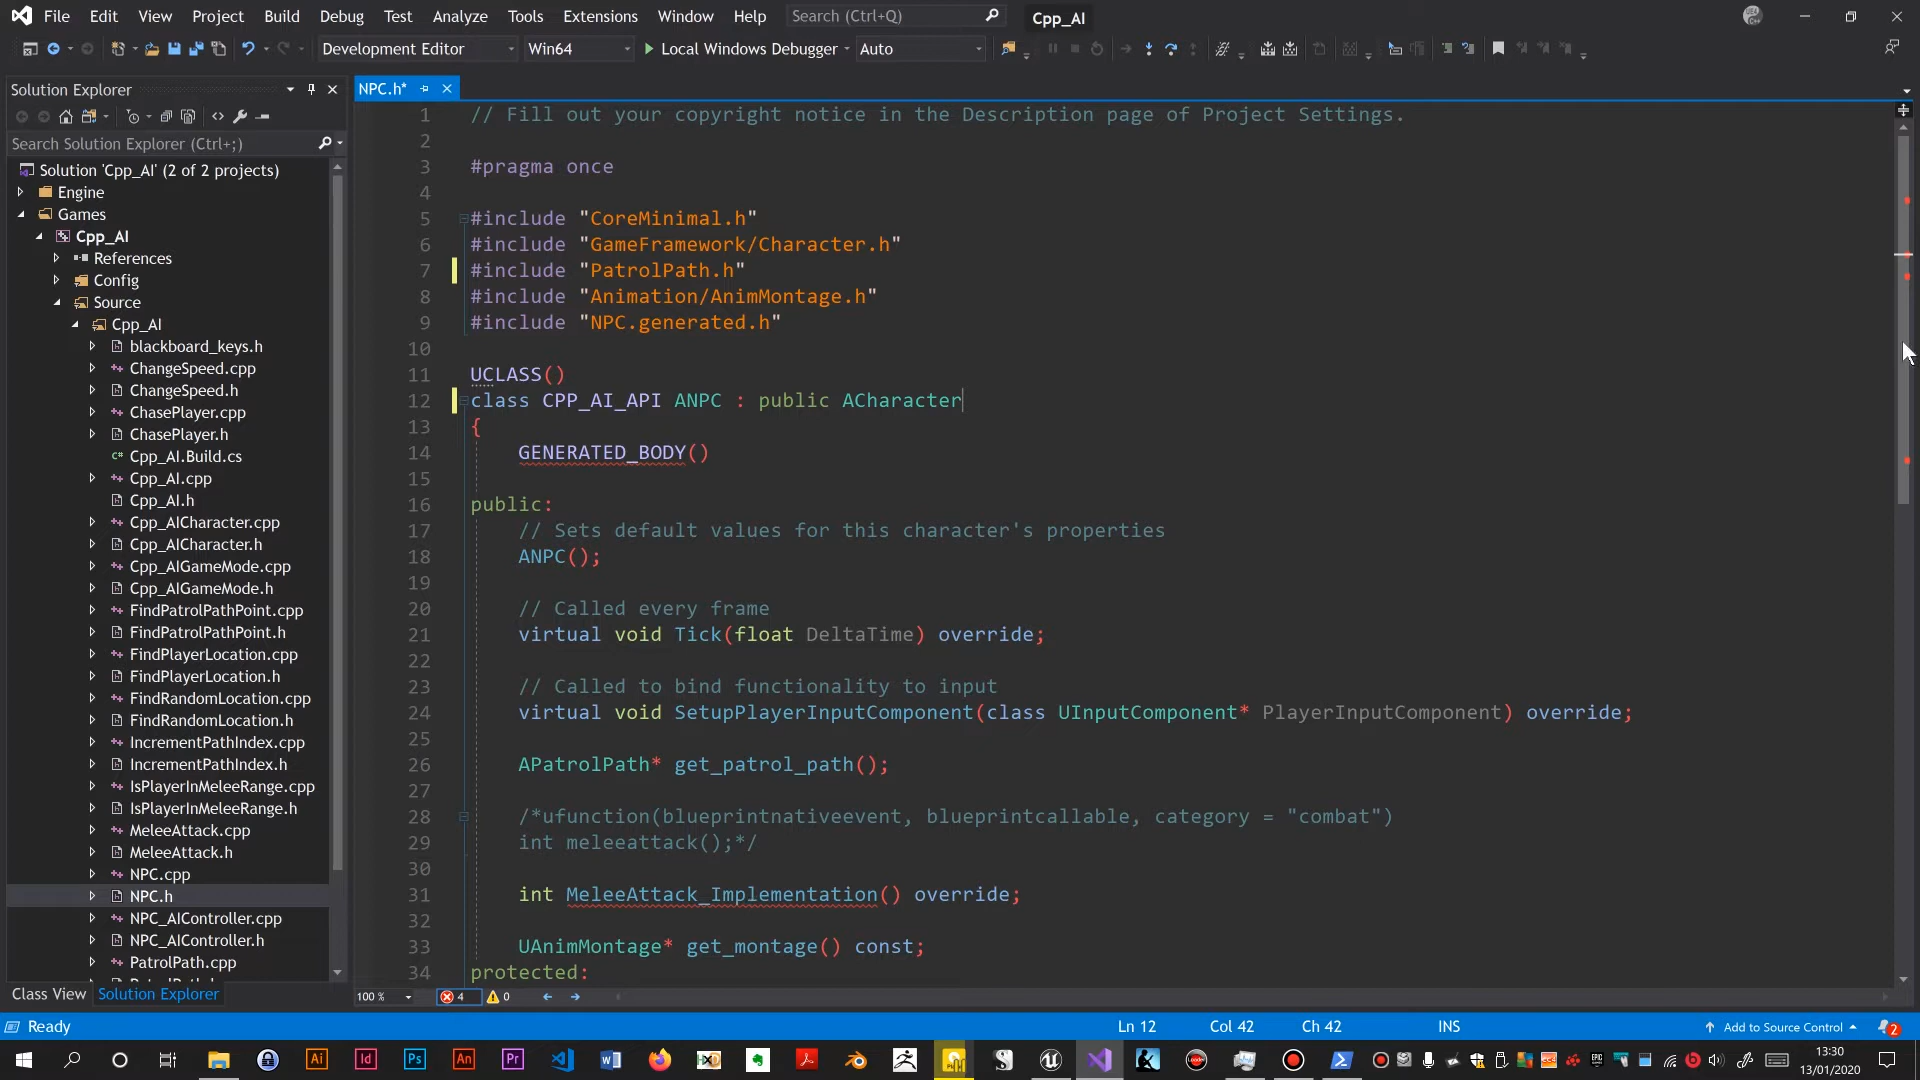 File Edit View Project Build Debug Test Analyze Tools Extensions Window Help Search (Ctrl+Q) Cpp_AI
Development Editor Win64 Local Windows Debugger Auto
Solution Explorer
Search Solution Explorer (Ctrl+;)
Solution 'Cpp_AI' (2 of 2 projects)
Engine
Games
Cpp_AI
References
Config
Source
Cpp_AI
blackboard_keys.h
ChangeSpeed.cpp
ChangeSpeed.h
ChasePlayer.cpp
ChasePlayer.h
Cpp_AI.Build.cs
Cpp_AI.cpp
Cpp_AI.h
Cpp_AICharacter.cpp
Cpp_AICharacter.h
Cpp_AIGameMode.cpp
Cpp_AIGameMode.h
FindPatrolPathPoint.cpp
FindPatrolPathPoint.h
FindPlayerLocation.cpp
FindPlayerLocation.h
FindRandomLocation.cpp
FindRandomLocation.h
IncrementPathIndex.cpp
IncrementPathIndex.h
IsPlayerInMeleeRange.cpp
IsPlayerInMeleeRange.h
MeleeAttack.cpp
MeleeAttack.h
NPC.cpp
NPC.h
NPC_AIController.cpp
NPC_AIController.h
PatrolPath.cpp
Class View Solution Explorer
NPC.h*
1 // Fill out your copyright notice in the Description page of Project Settings.
2
3 #pragma once
4
5 #include "CoreMinimal.h"
6 #include "GameFramework/Character.h"
7 #include "PatrolPath.h"
8 #include "Animation/AnimMontage.h"
9 #include "NPC.generated.h"
10
11 UCLASS()
12 class CPP_AI_API ANPC : public ACharacter
13 {
14 GENERATED_BODY()
15
16 public:
17 // Sets default values for this character's properties
18 ANPC();
19
20 // Called every frame
21 virtual void Tick(float DeltaTime) override;
22
23 // Called to bind functionality to input
24 virtual void SetupPlayerInputComponent(class UInputComponent* PlayerInputComponent) override;
25
26 APatrolPath* get_patrol_path();
27
28 /*ufunction(blueprintnativeevent, blueprintcallable, category = "combat")
29 int meleeattack();*/
30
31 int MeleeAttack_Implementation() override;
32
33 UAnimMontage* get_montage() const;
34 protected:
100 % 4 0
Ready Ln 12 Col 42 Ch 42 INS Add to Source Control 2
Ai Id Ps An Pr
13:30
13/01/2020